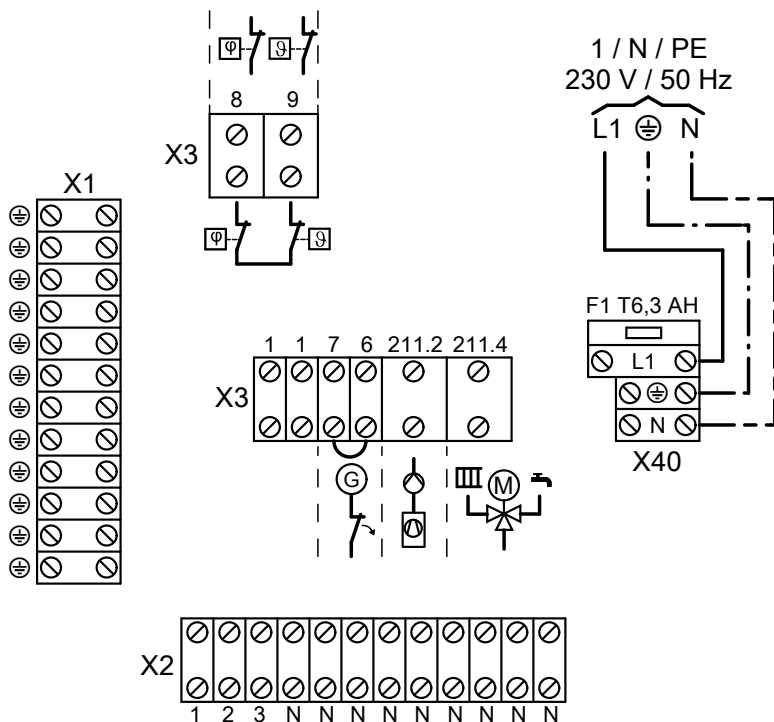 φ ϑ
8 9
X3
φ ϑ
1 / N / PE
230 V / 50 Hz
L1 N
X1
F1 T6,3 AH
L1
N
X40
1 1 7 6 211.2 211.4
X3
G
M
X2
1 2 3 N N N N N N N N N